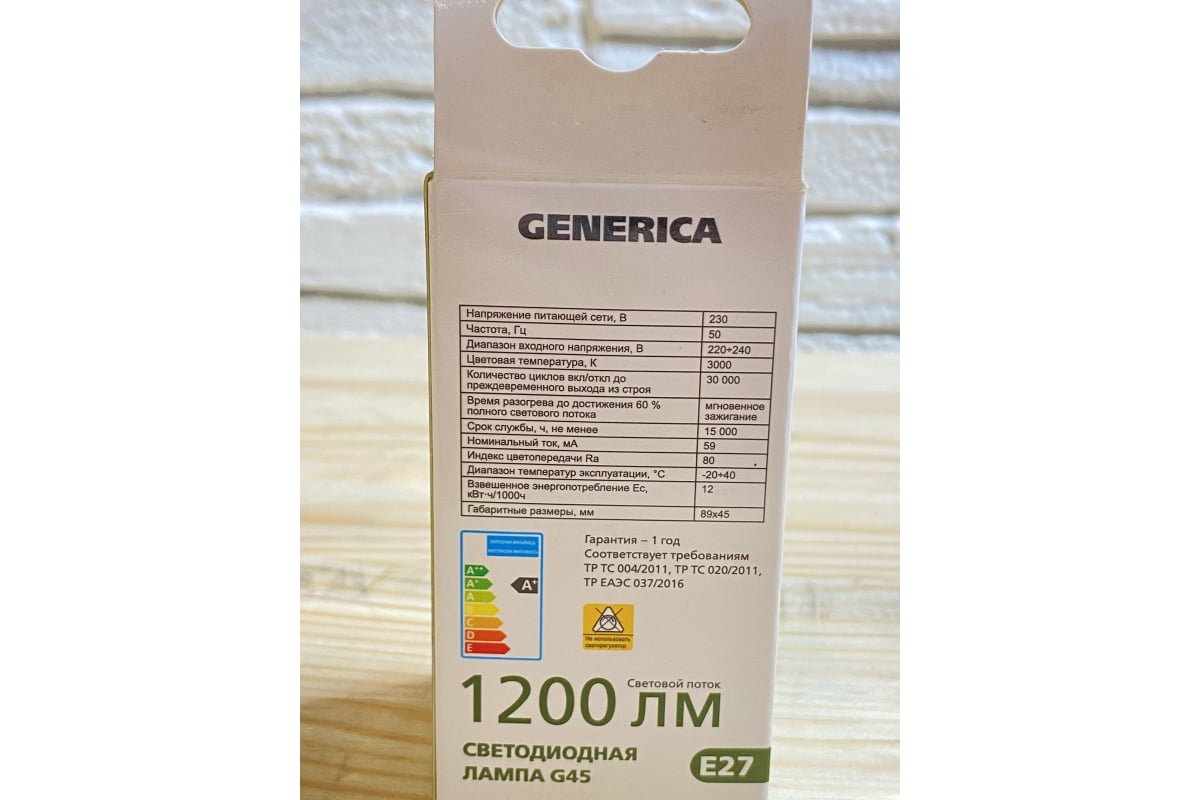 GENERICA
Напряжение питающей сети, В 230
Частота, Гц 50
Диапазон входного напряжения, В 220÷240
Цветовая температура, К 3000
Количество циклов вкл/откл до
преждевременного выхода из строя 30 000
Время разогрева до достижения 60 %
полного светового потока
мгновенное
зажигание
Срок службы, ч, не менее 15 000
Номинальный ток, мА 59
Индекс цветопередачи Ra 80
Диапазон температур эксплуатации, °С -20÷40
Взвешенное энергопотребление Ес,
кВт·ч/1000ч 12
Габаритные размеры, мм 89х45
A++
A+
A
B
C
D
E
A+
Гарантия – 1 год
Соответствует требованиям
ТР ТС 004/2011, ТР ТС 020/2011,
ТР ЕАЭС 037/2016
Не использовать
светорегулятор
Световой поток
1200 ЛМ
СВЕТОДИОДНАЯ
ЛАМПА G45
E27